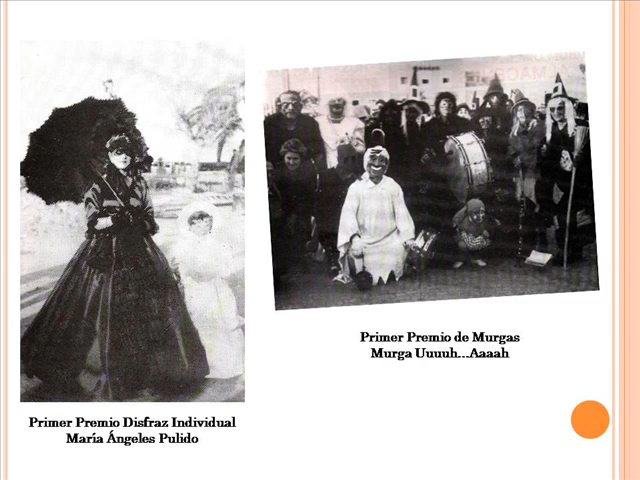 Primer Premio de Murgas
Murga Uuuuh...Aaaah
Primer Premio Disfraz Individual
María Ángeles Pulido